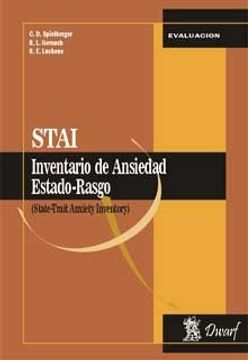 C. D. Spielberger
R. L. Gorsuch
R. E. Lushene
EVALUACION
STAI
Inventario de Ansiedad
Estado-Rasgo
(State-Trait Anxiety Inventory)
Dwarf